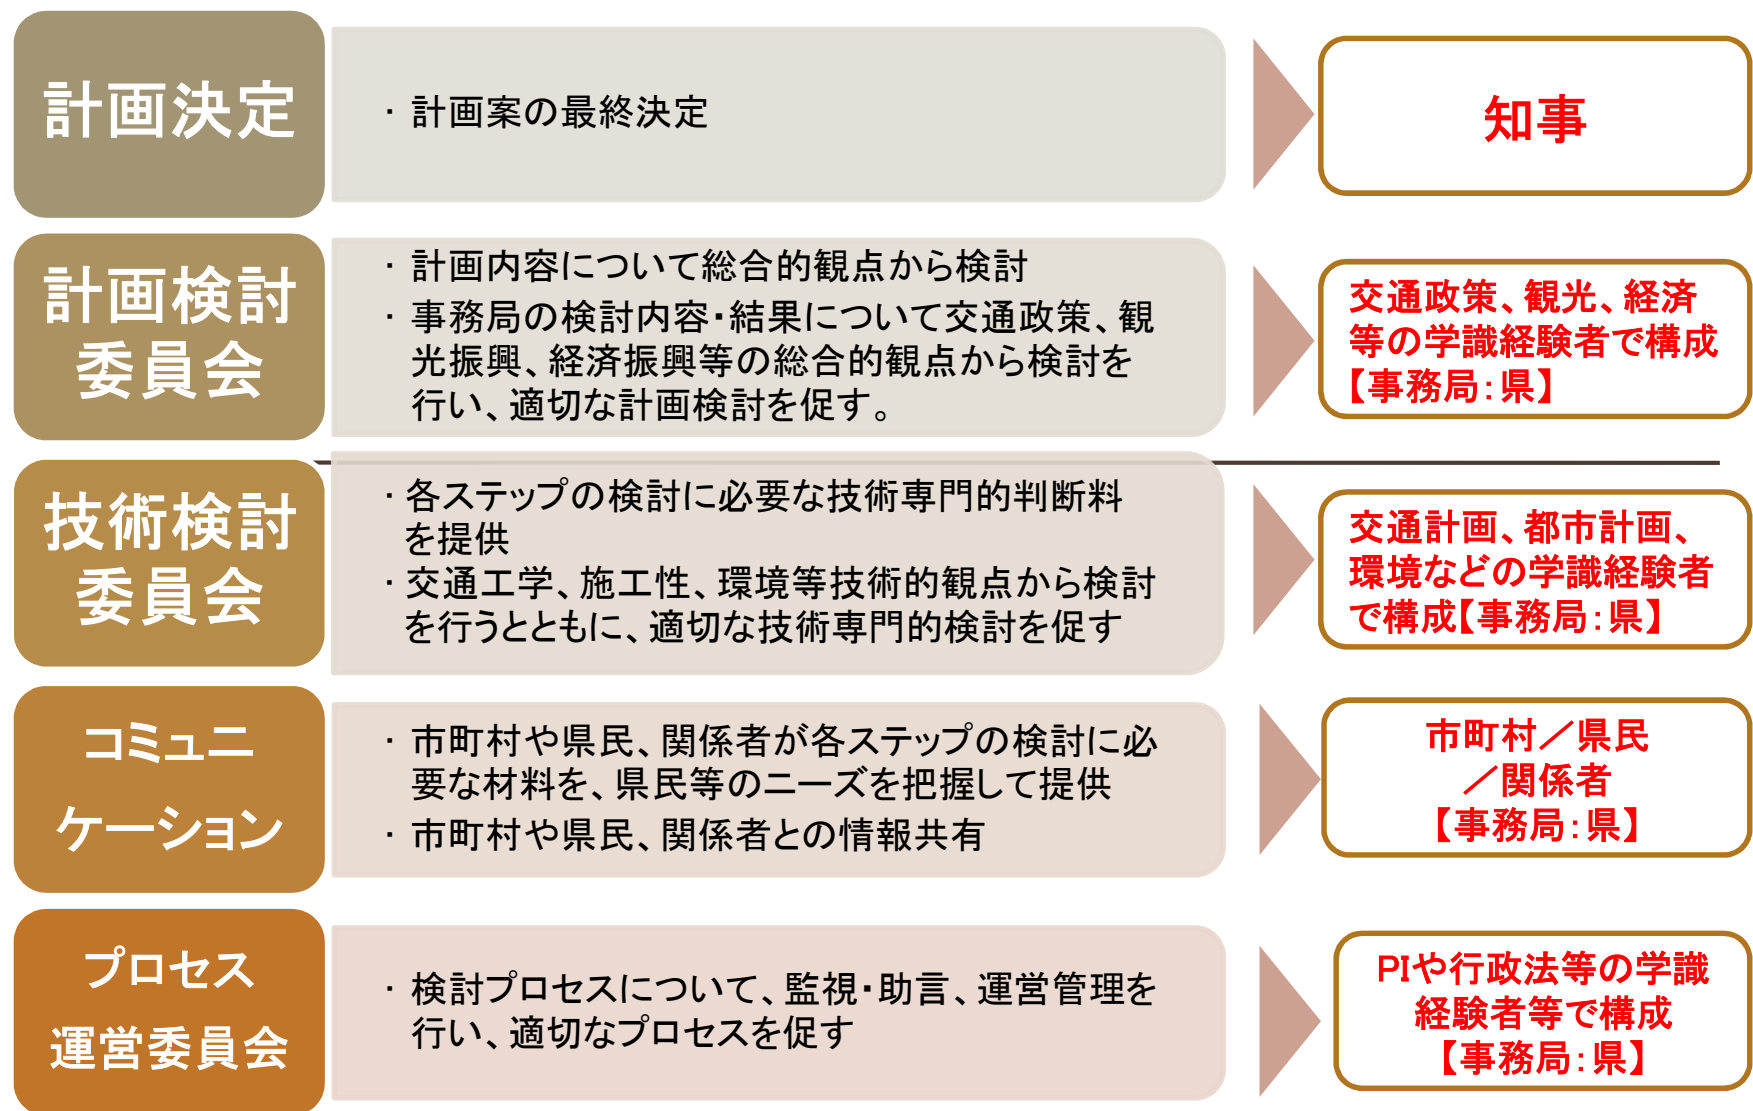 計画決定
・計画案の最終決定
知事
計画検討
委員会
・計画内容について総合的観点から検討
・事務局の検討内容・結果について交通政策、観
光振興、経済振興等の総合的観点から検討を
行い、適切な計画検討を促す。
交通政策、観光、経済
等の学識経験者で構成
【事務局：県】
技術検討
委員会
・各ステップの検討に必要な技術専門的判断料
を提供
・交通工学、施工性、環境等技術的観点から検討
を行うとともに、適切な技術専門的検討を促す
交通計画、都市計画、
環境などの学識経験者
で構成【事務局：県】
コミュニ
ケーション
・市町村や県民、関係者が各ステップの検討に必
要な材料を、県民等のニーズを把握して提供
・市町村や県民、関係者との情報共有
市町村／県民
／関係者
【事務局：県】
プロセス
運営委員会
・検討プロセスについて、監視・助言、運営管理を
行い、適切なプロセスを促す
PIや行政法等の学識
経験者等で構成
【事務局：県】